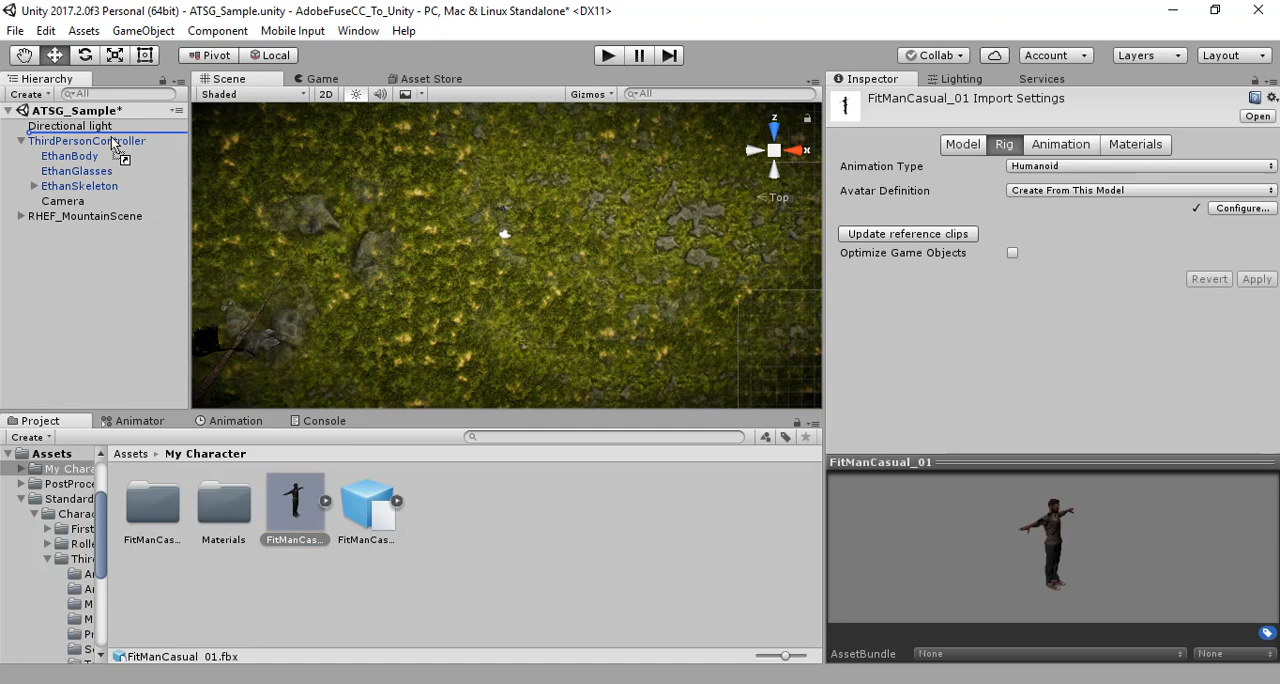 Unity 2017.2.0f3 Personal (64bit) - ATSG_Sample.unity - AdobeFuseCC_To_Unity - PC, Mac & Linux Standalone* <DX11>
File Edit Assets GameObject Component Mobile Input Window Help
Pivot Local Collab Account Layers Layout
Hierarchy Scene Game Asset Store Inspector Lighting Services
Create All Shaded 2D Gizmos All FitManCasual_01 Import Settings
Open
ATSG_Sample*
Directional light
ThirdPersonController
EthanBody
EthanGlasses
EthanSkeleton
Camera
RHEF_MountainScene
z
x
Top
Model Rig Animation Materials
Animation Type Humanoid
Avatar Definition Create From This Model
Configure...
Update reference clips
Optimize Game Objects
Revert Apply
Project Animator Animation Console
Create
Assets
My Chara
PostProce
Standard
Charac
First
Rolle
Thir
A
A
M
M
P
S
Assets My Character
FitManCas... Materials FitManCas... FitManCas...
FitManCasual_01.fbx
FitManCasual_01
AssetBundle None None